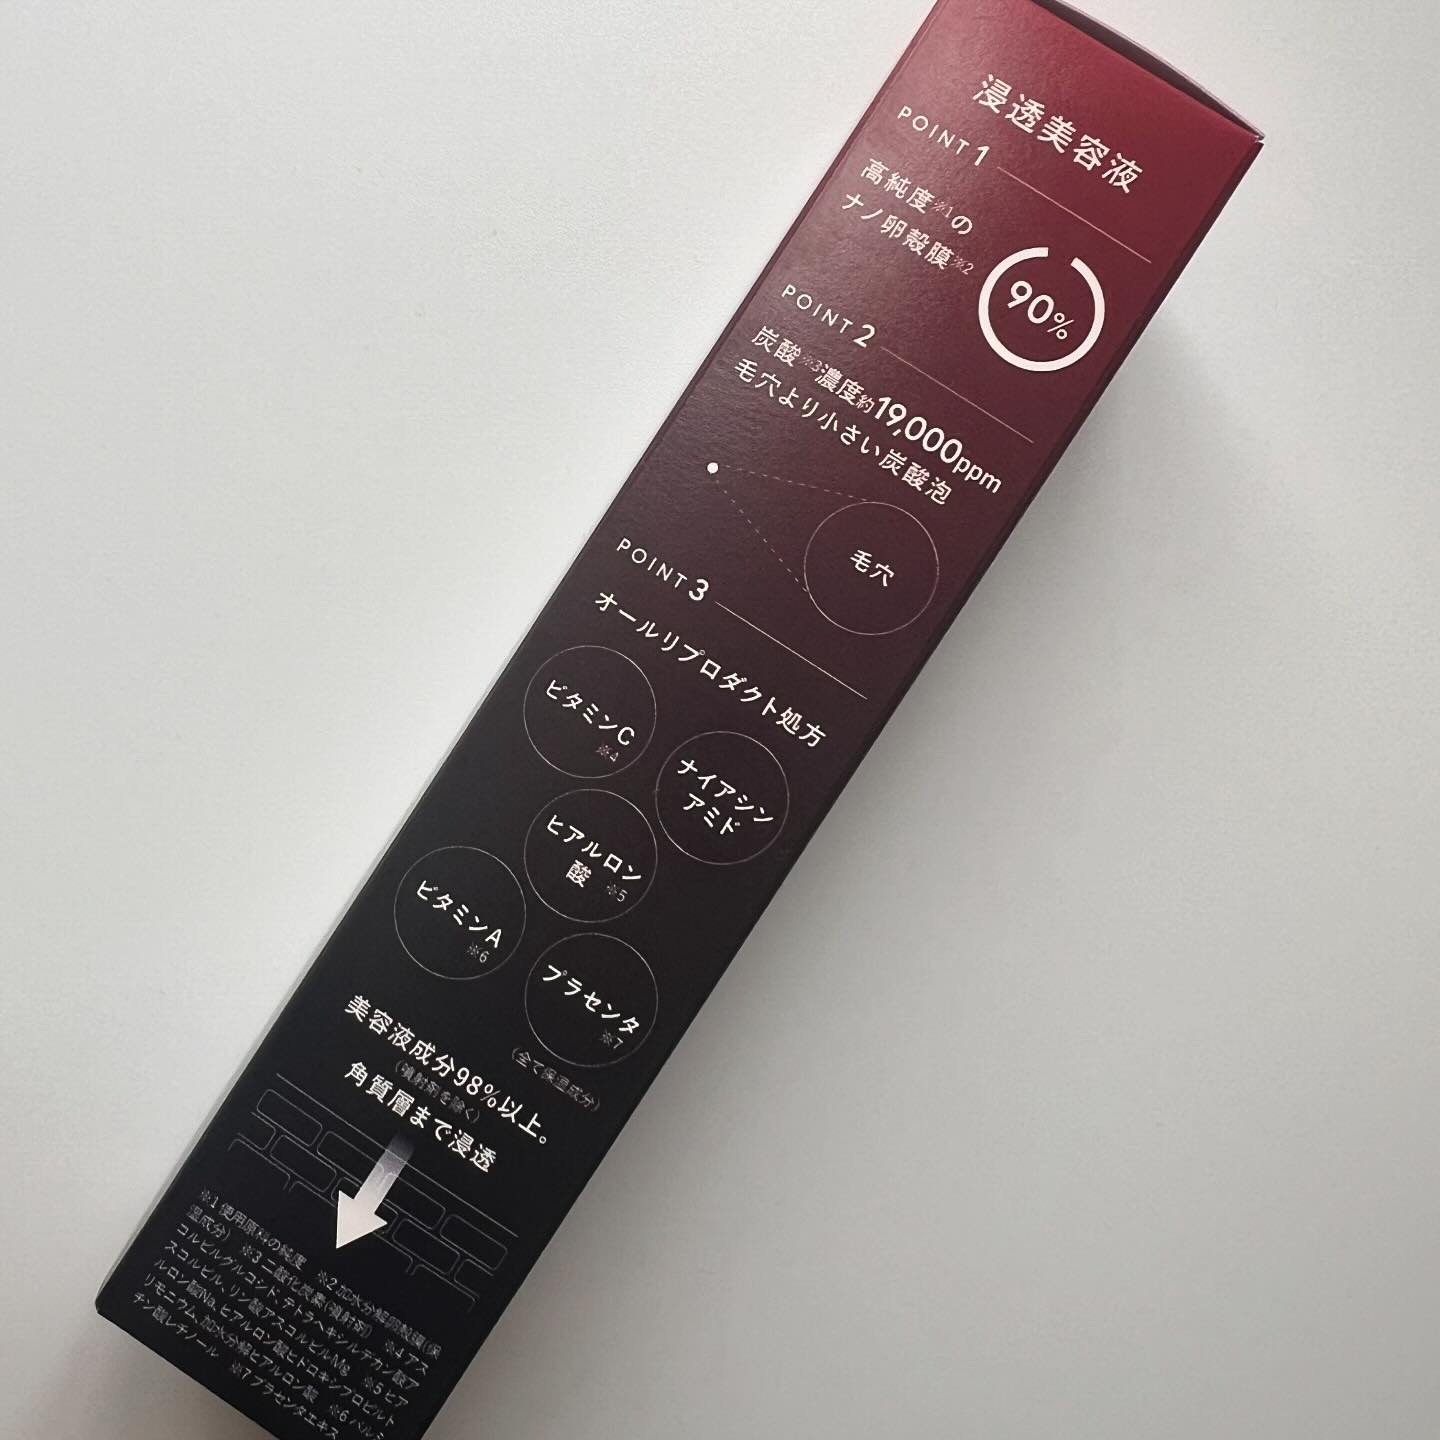 浸透美容液
POINT 1
高純度※1の
ナノ卵殻膜※2
90%
POINT 2
炭酸※3濃度約19,000ppm
毛穴より小さい炭酸泡
毛穴
POINT 3
オールリプロダクト処方
ビタミンC
※4
ナイアシン
アミド
ヒアルロン
酸 ※5
ビタミンA
※6
プラセンタ
※7
(全て保湿成分)
美容液成分98%以上。
(噴射剤を除く)
角質層まで浸透
※1 使用原料の純度 ※2 加水分解卵殻膜(保
湿成分) ※3 二酸化炭素(噴射剤) ※4 アス
コルビルグルコシド、テトラヘキシルデカン酸ア
スコルビル、リン酸アスコルビルMg ※5 ヒア
ルロン酸Na、ヒアルロン酸ヒドロキシプロピルト
リモニウム、加水分解ヒアルロン酸 ※6 パルミ
チン酸レチノール ※7 プラセンタエキス